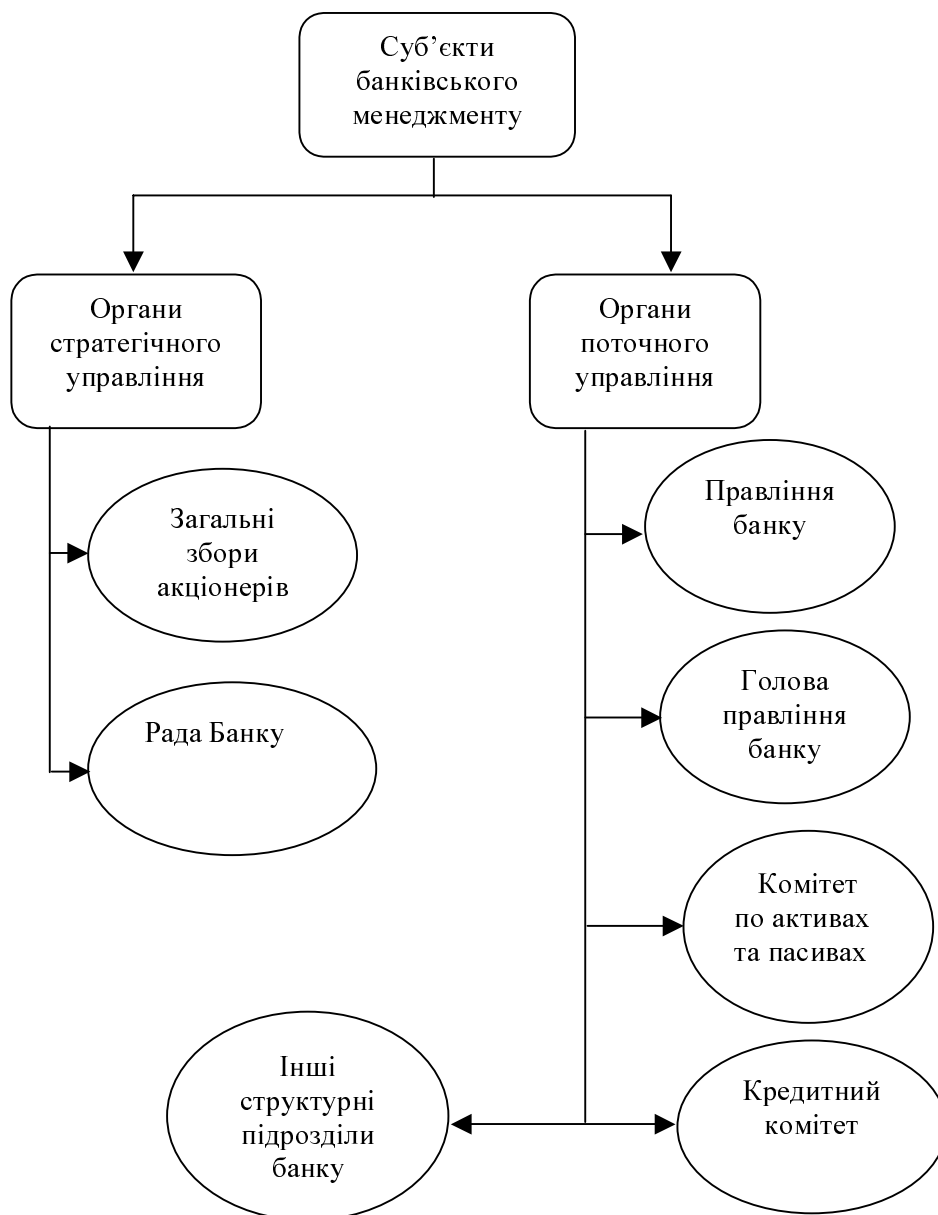 Суб’єкти
банківського
менеджменту
Органи
стратегічного
управління
Органи
поточного
управління
Загальні
збори
акціонерів
Рада Банку
Правління
банку
Голова
правління
банку
Комітет
по активах
та пасивах
Інші
структурні
підрозділи
банку
Кредитний
комітет